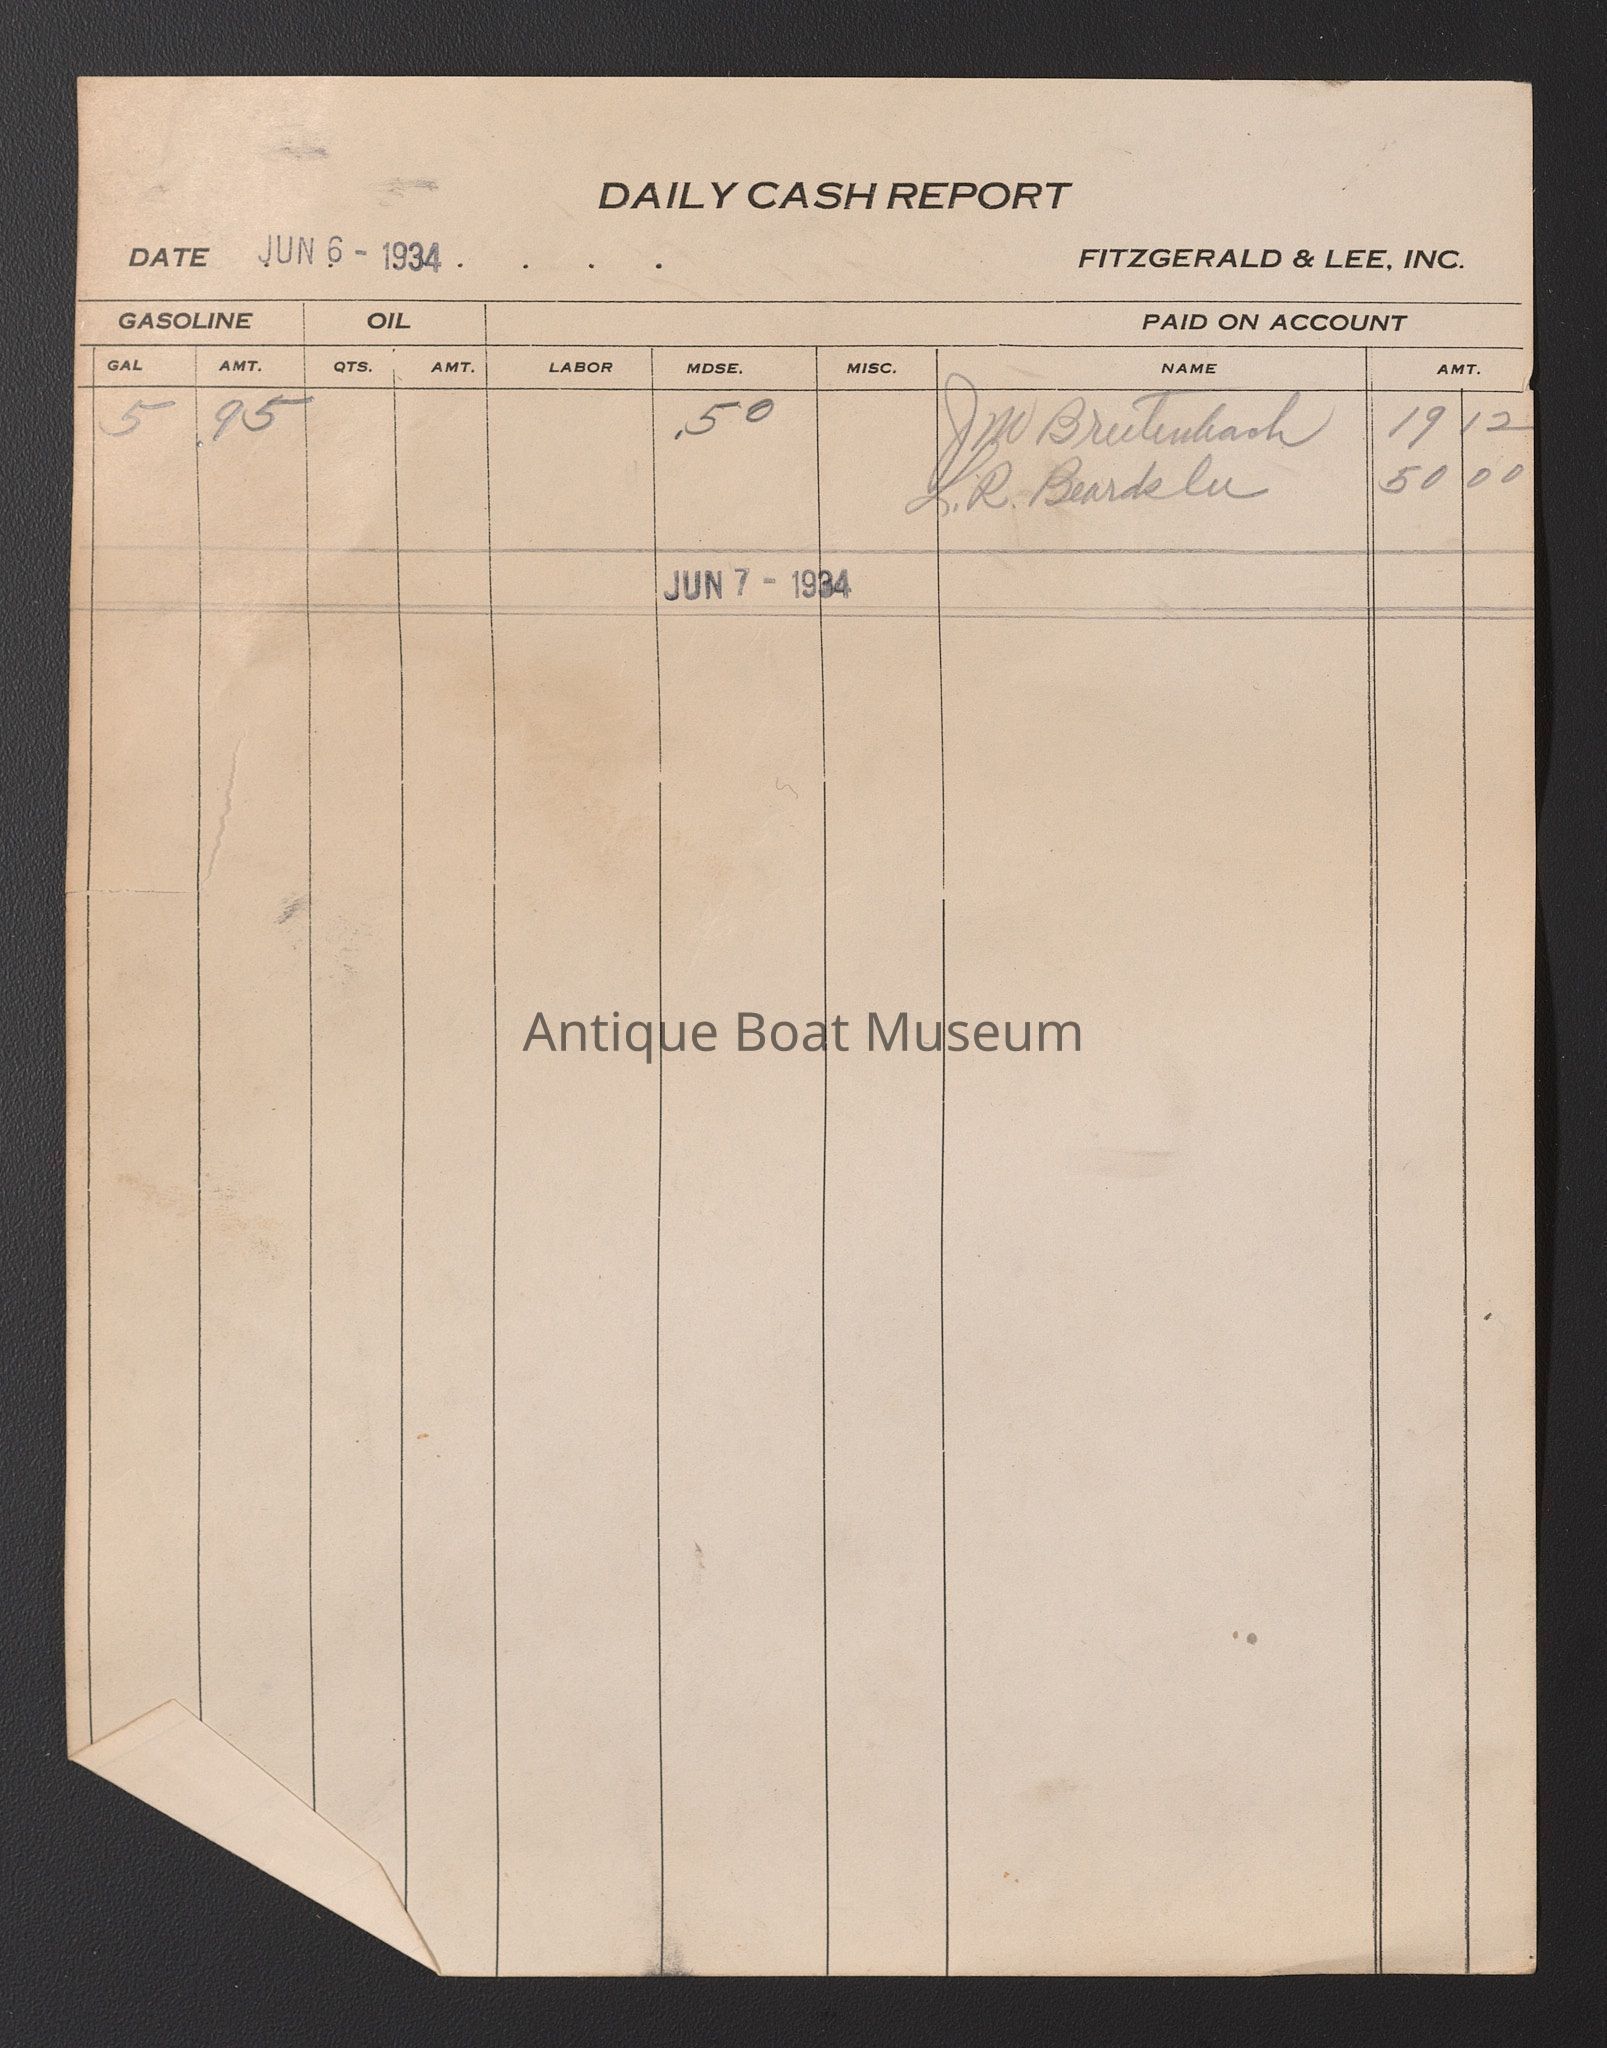 DAILY CASH REPORT
DATE JUN 6 - 1934 . . . . FITZGERALD & LEE, INC.
GASOLINE OIL PAID ON ACCOUNT
GAL AMT. QTS. AMT. LABOR MDSE. MISC. NAME AMT.
5 .95 .50 J M Breitenbach 19 12
L. R. Beardslee 50 00
JUN 7 - 1934
Antique Boat Museum